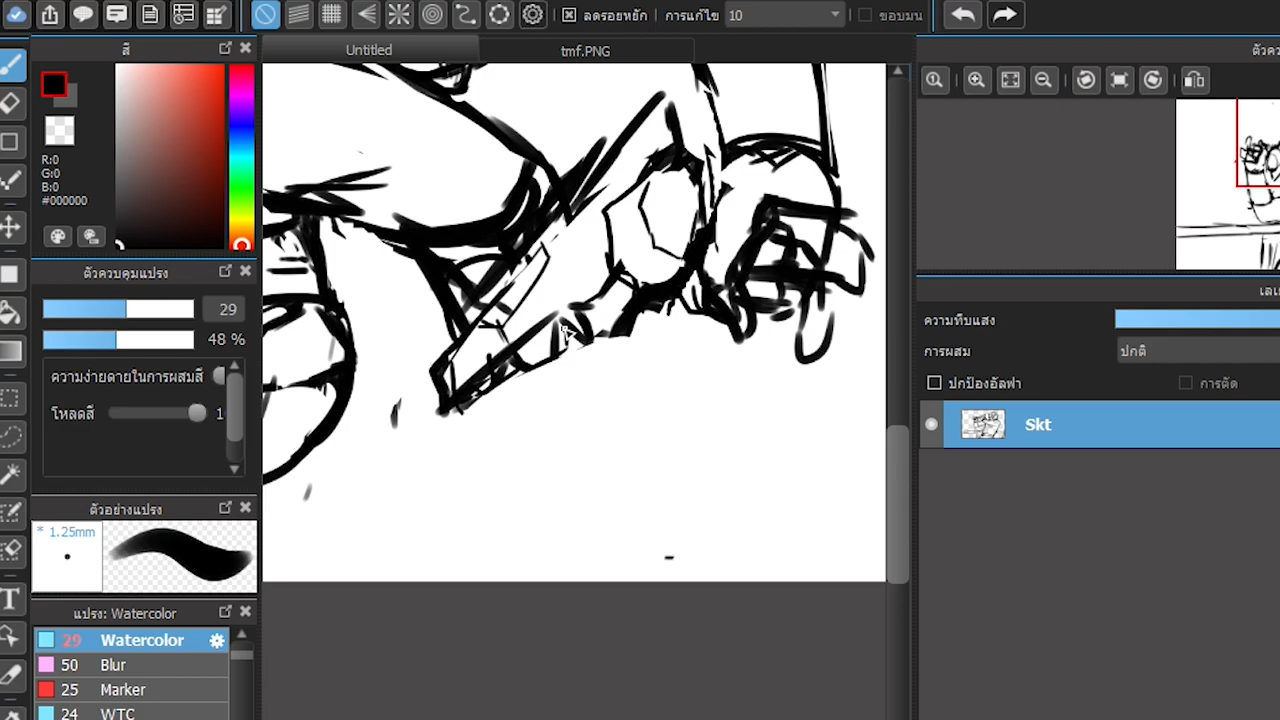 ลดรอยหยัก
การแก้ไข
10
ขอบมน
สี
Untitled
tmf.PNG
R:0
G:0
B:0
#000000
ตัวควบคุมแปรง
29
48 %
ความง่ายดายในการผสมสี
โหลดสี
1
ความทึบแสง
การผสม
ปกติ
ปกป้องอัลฟา
การตัด
Skt
ตัวอย่างแปรง
* 1.25mm
แปรง: Watercolor
29 Watercolor
50 Blur
25 Marker
24 WTC
T